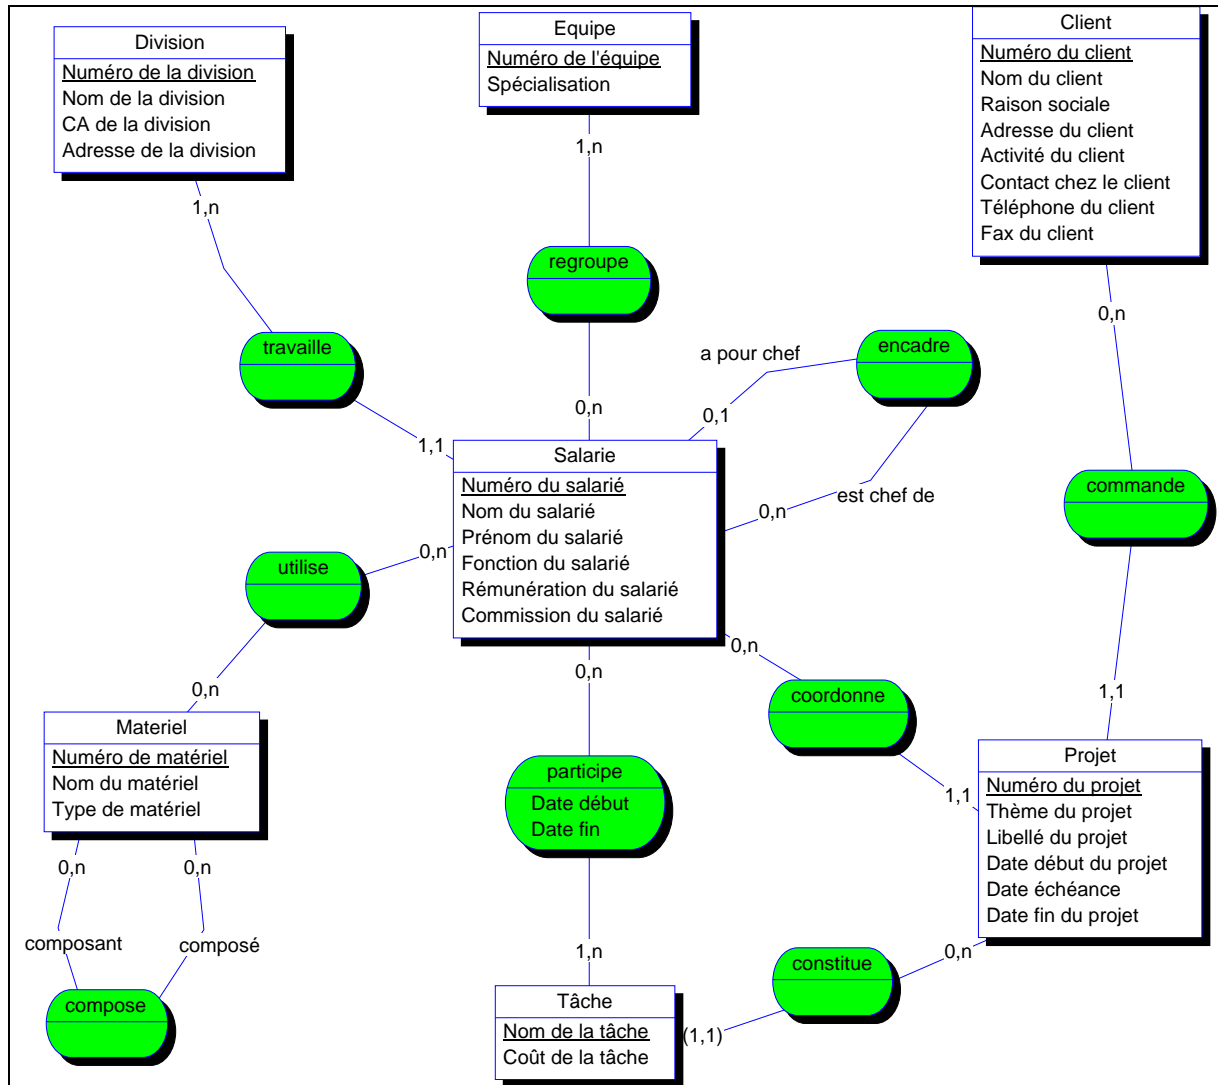 Division
Numéro de la division
Nom de la division
CA de la division
Adresse de la division
Equipe
Numéro de l'équipe
Spécialisation
Client
Numéro du client
Nom du client
Raison sociale
Adresse du client
Activité du client
Contact chez le client
Téléphone du client
Fax du client
1,n
1,n
0,n
regroupe
travaille
a pour chef
encadre
0,n
0,1
1,1
Salarie
Numéro du salarié
Nom du salarié
Prénom du salarié
Fonction du salarié
Rémunération du salarié
Commission du salarié
est chef de
0,n
commande
0,n
utilise
0,n
0,n
0,n
coordonne
1,1
Materiel
Numéro de matériel
Nom du matériel
Type de matériel
participe
Date début
Date fin
1,1
Projet
Numéro du projet
Thème du projet
Libellé du projet
Date début du projet
Date échéance
Date fin du projet
0,n
0,n
composant
composé
compose
1,n
constitue
0,n
Tâche
Nom de la tâche
Coût de la tâche
(1,1)